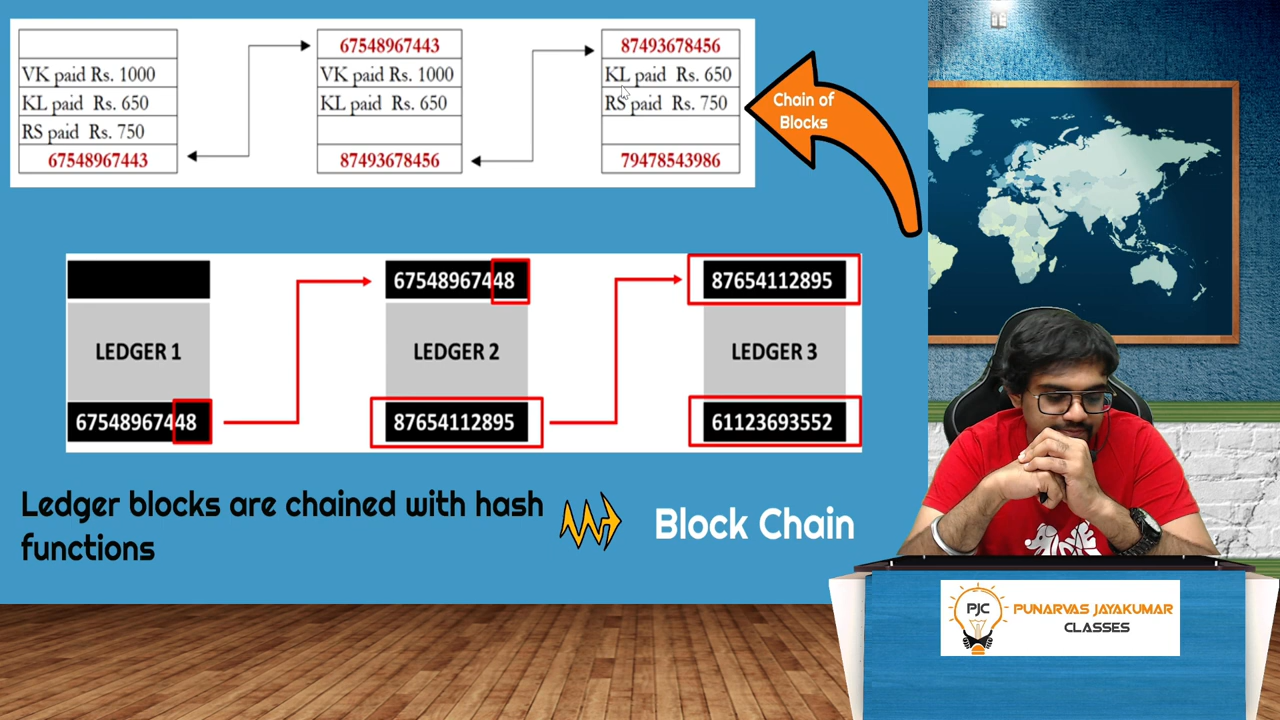 67548967443
87493678456
VK paid Rs. 1000
VK paid Rs. 1000
KL paid Rs. 650
KL paid Rs. 650
KL paid Rs. 650
RS paid Rs. 750
RS paid Rs. 750
67548967443
87493678456
79478543986
Chain of
Blocks
67548967448
87654112895
LEDGER 1
LEDGER 2
LEDGER 3
67548967448
87654112895
61123693552
Ledger blocks are chained with hash
functions
Block Chain
PJC
PUNARVAS JAYAKUMAR
CLASSES